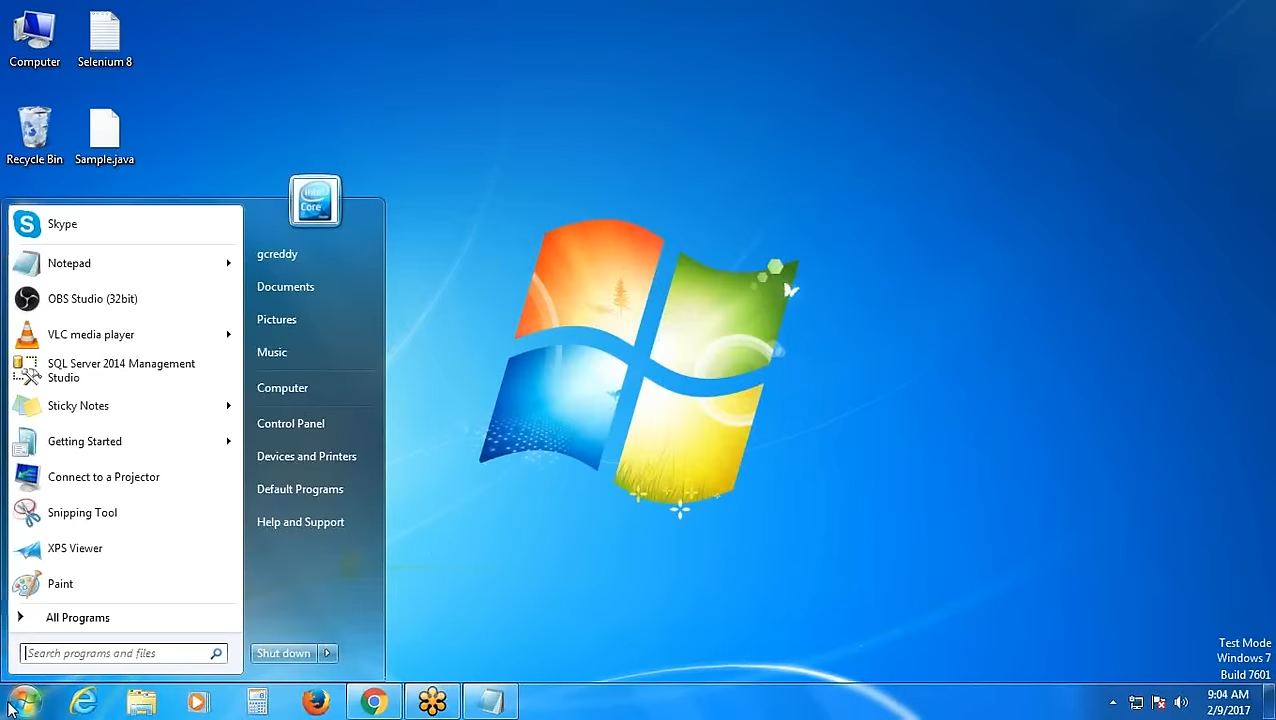 Computer
Selenium 8
Recycle Bin
Sample.java
intel
Core
Skype
Notepad
OBS Studio (32bit)
VLC media player
SQL Server 2014 Management
Studio
Sticky Notes
Getting Started
Connect to a Projector
Snipping Tool
XPS Viewer
Paint
All Programs
Search programs and files
gcreddy
Documents
Pictures
Music
Computer
Control Panel
Devices and Printers
Default Programs
Help and Support
Shut down
Test Mode
Windows 7
Build 7601
9:04 AM
2/9/2017